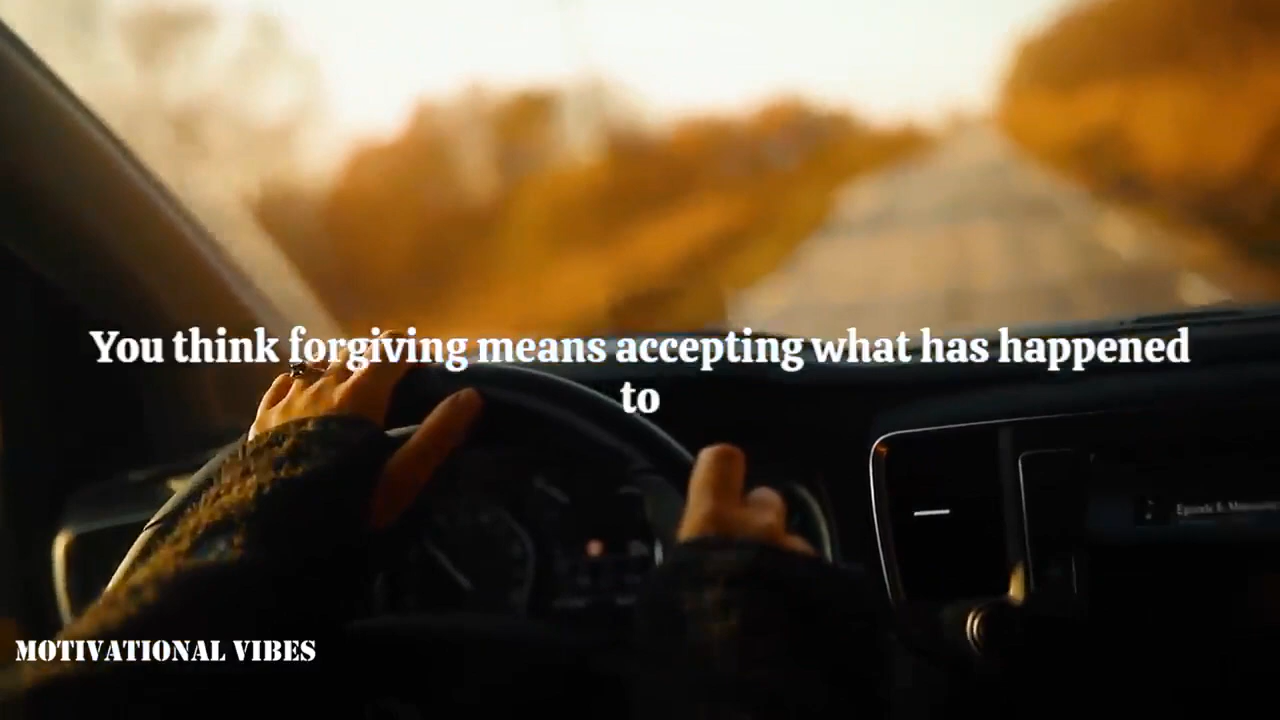 You think forgiving means accepting what has happened
to
MOTIVATIONAL VIBES